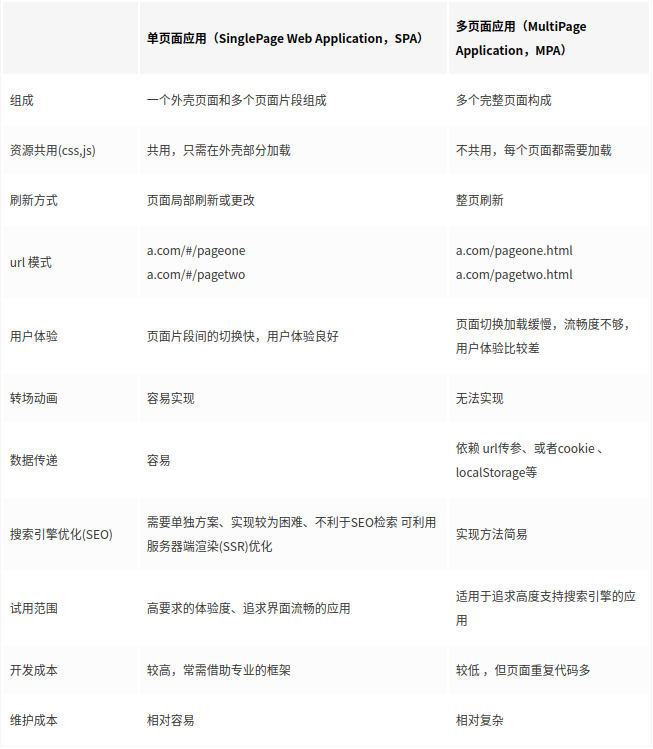 单页面应用（SinglePage Web Application，SPA）
多页面应用（MultiPage
Application，MPA）
组成
一个外壳页面和多个页面片段组成
多个完整页面构成
资源共用(css,js)
共用，只需在外壳部分加载
不共用，每个页面都需要加载
刷新方式
页面局部刷新或更改
整页刷新
url 模式
a.com/#/pageone
a.com/#/pagetwo
a.com/pageone.html
a.com/pagetwo.html
用户体验
页面片段间的切换快，用户体验良好
页面切换加载缓慢，流畅度不够，
用户体验比较差
转场动画
容易实现
无法实现
数据传递
容易
依赖 url传参、或者cookie 、
localStorage等
搜索引擎优化(SEO)
需要单独方案、实现较为困难、不利于SEO检索 可利用
服务器端渲染(SSR)优化
实现方法简易
试用范围
高要求的体验度、追求界面流畅的应用
适用于追求高度支持搜索引擎的应
用
开发成本
较高，常需借助专业的框架
较低 ，但页面重复代码多
维护成本
相对容易
相对复杂